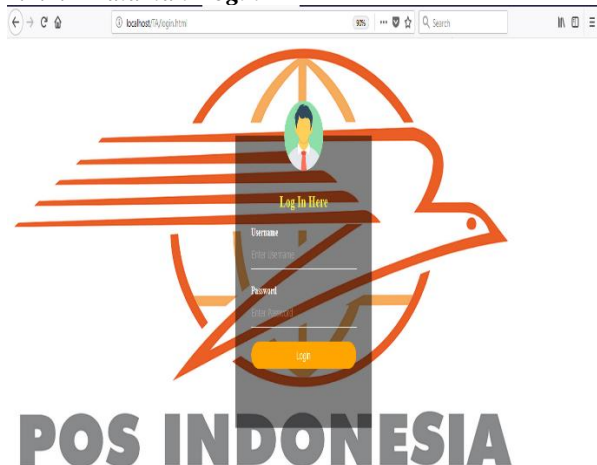 localhost/TA/login.html
90%
Search
Log In Here
Username
Enter Username
Password
Enter Password
Login
POS INDONESIA